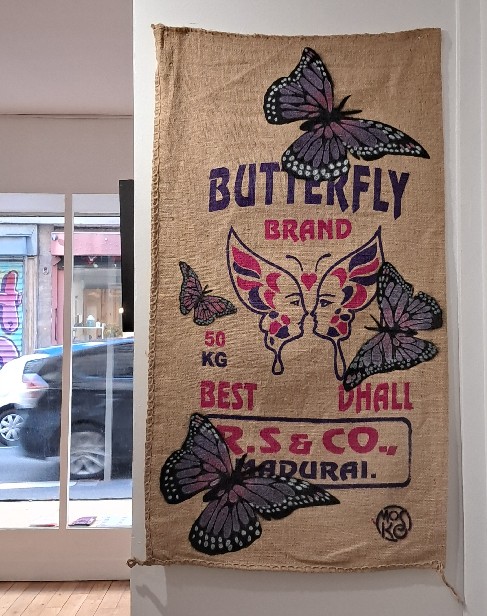 BUTTERFLY
BRAND
50
KG
BEST DHALL
R.S & CO.,
MADURAI.